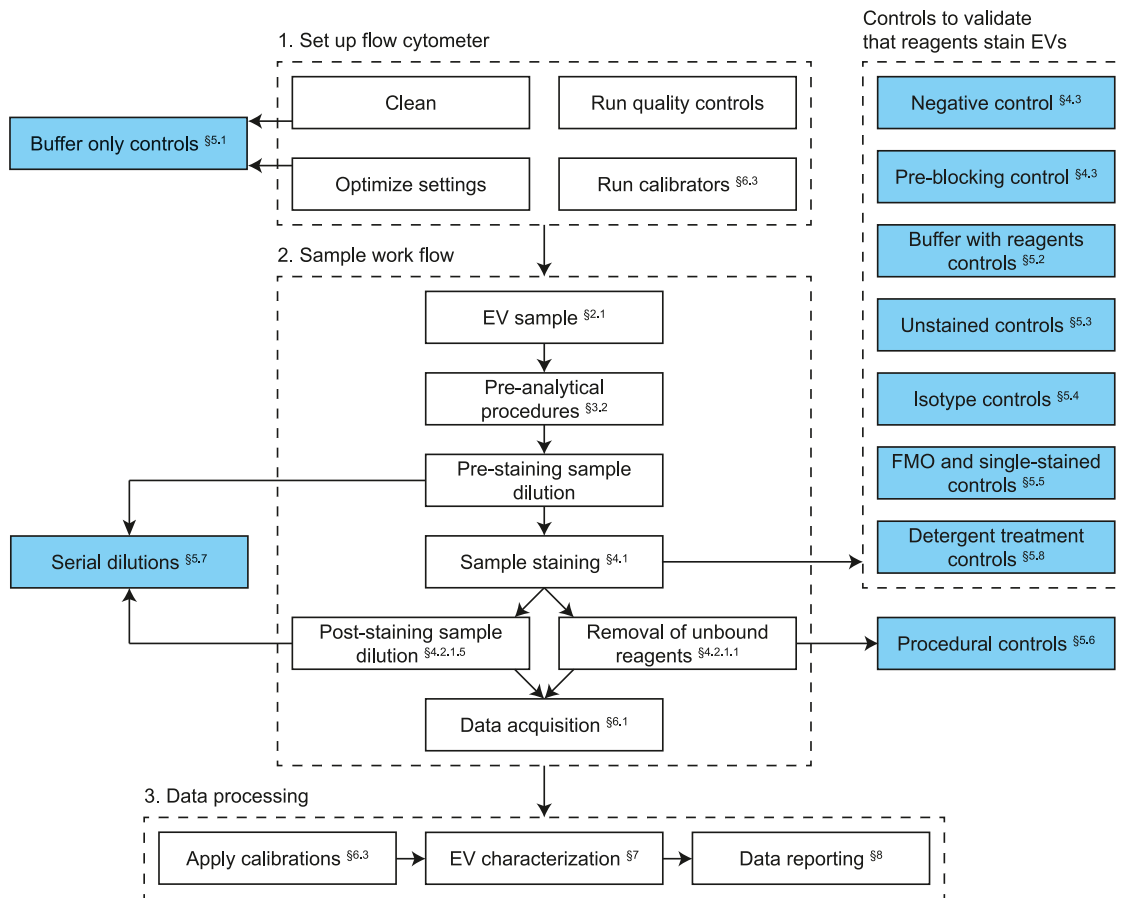 Controls to validate
that reagents stain EVs
1. Set up flow cytometer
Clean
Run quality controls
Negative control §4.3
Buffer only controls §5.1
Optimize settings
Run calibrators §6.3
Pre-blocking control §4.3
2. Sample work flow
Buffer with reagents
controls §5.2
EV sample §2.1
Unstained controls §5.3
Pre-analytical
procedures §3.2
Isotype controls §5.4
Pre-staining sample
dilution
FMO and single-stained
controls §5.5
Serial dilutions §5.7
Sample staining §4.1
Detergent treatment
controls §5.8
Post-staining sample
dilution §4.2.1.5
Removal of unbound
reagents §4.2.1.1
Procedural controls §5.6
Data acquisition §6.1
3. Data processing
Apply calibrations §6.3
EV characterization §7
Data reporting §8